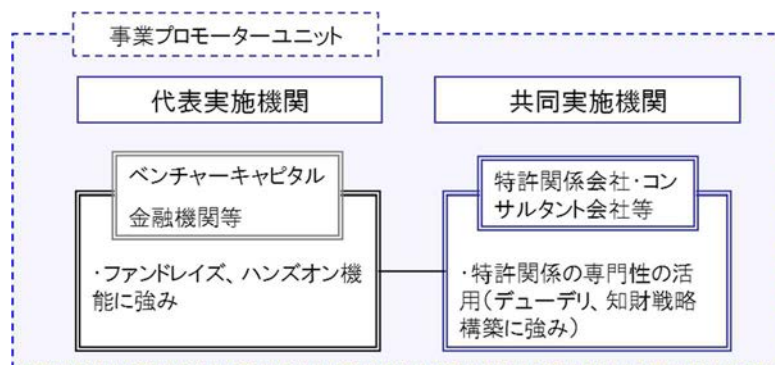 事業プロモーターユニット
代表実施機関
共同実施機関
ベンチャーキャピタル
金融機関等
・ファンドレイズ、ハンズオン機
能に強み
特許関係会社・コン
サルタント会社等
・特許関係の専門性の活
用(デューデリ、知財戦略
構築に強み)